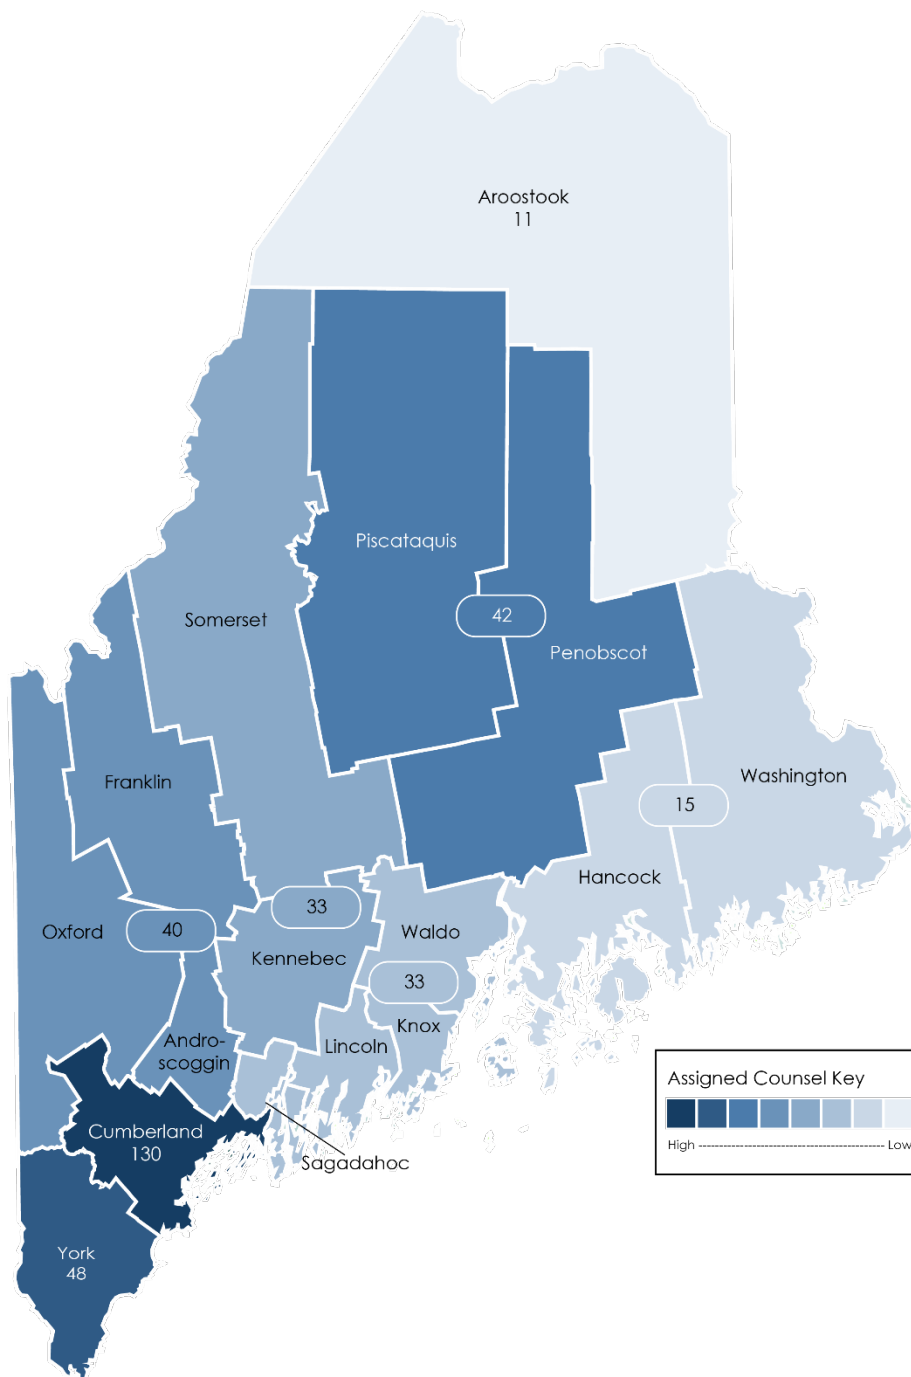 Aroostook
11
Piscataquis
Somerset
42
Penobscot
Franklin
Washington
15
Hancock
33
Oxford
40
Waldo
Kennebec
33
Knox
Andro-
scoggin
Lincoln
Assigned Counsel Key
High ---------------------------------------------- Low
Cumberland
130
Sagadahoc
York
48